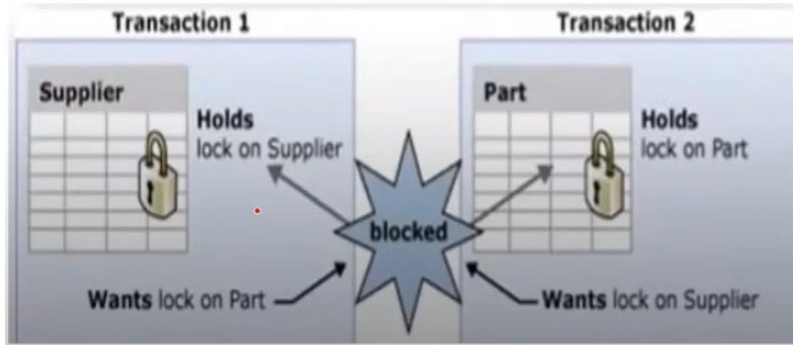 Transaction 1
Transaction 2
Supplier
Holds
lock on Supplier
Wants lock on Part
blocked
Part
Holds
lock on Part
Wants lock on Supplier